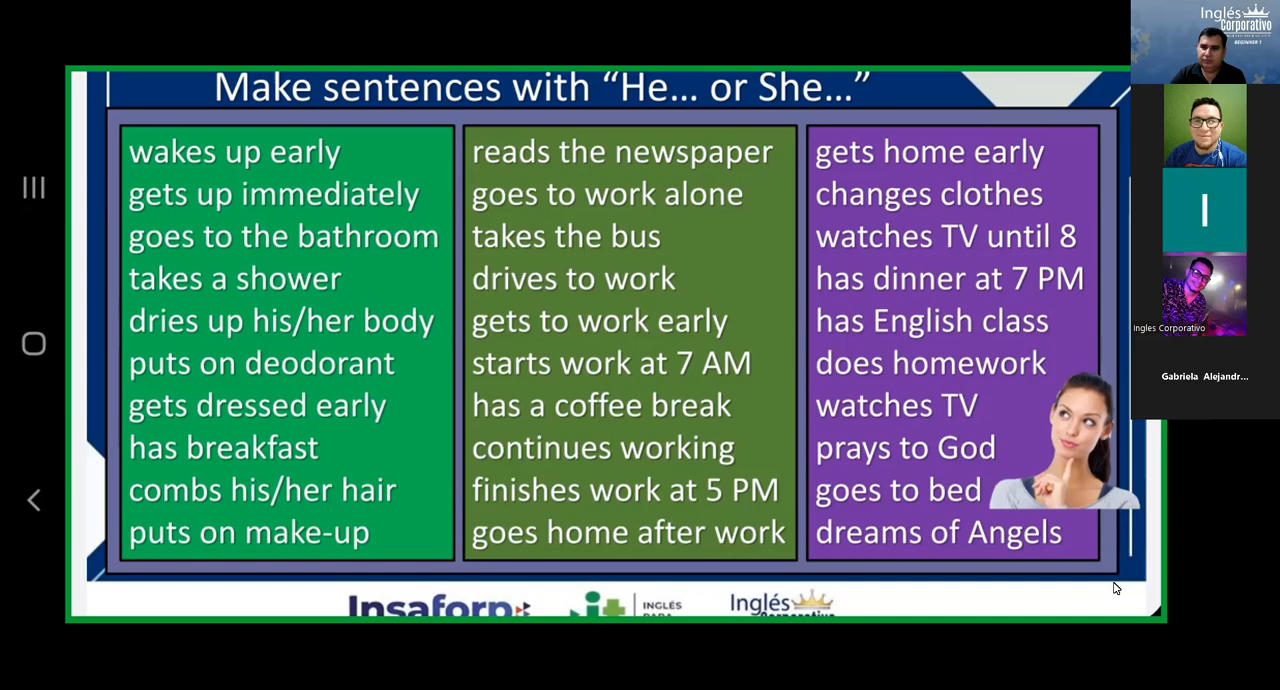 Make sentences with “He… or She…”
wakes up early
gets up immediately
goes to the bathroom
takes a shower
dries up his/her body
puts on deodorant
gets dressed early
has breakfast
combs his/her hair
puts on make-up
reads the newspaper
goes to work alone
takes the bus
drives to work
gets to work early
starts work at 7 AM
has a coffee break
continues working
finishes work at 5 PM
goes home after work
gets home early
changes clothes
watches TV until 8
has dinner at 7 PM
has English class
does homework
watches TV
prays to God
goes to bed
dreams of Angels
Insaforp
INGLÉS
PARA
Inglés
Corporativo
Inglés
Corporativo
BEGINNER 1
I
Ingles Corporativo
Gabriela Alejandr...